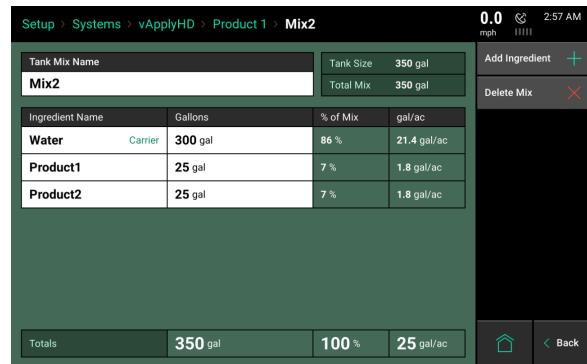 Setup > Systems > vApplyHD > Product 1 > Mix2
0.0 mph
2:57 AM
Tank Mix Name
Mix2
Tank Size 350 gal
Total Mix 350 gal
Add Ingredient
Delete Mix
Ingredient Name Gallons % of Mix gal/ac
Water Carrier 300 gal 86 % 21.4 gal/ac
Product1 25 gal 7 % 1.8 gal/ac
Product2 25 gal 7 % 1.8 gal/ac
Totals 350 gal 100 % 25 gal/ac
< Back